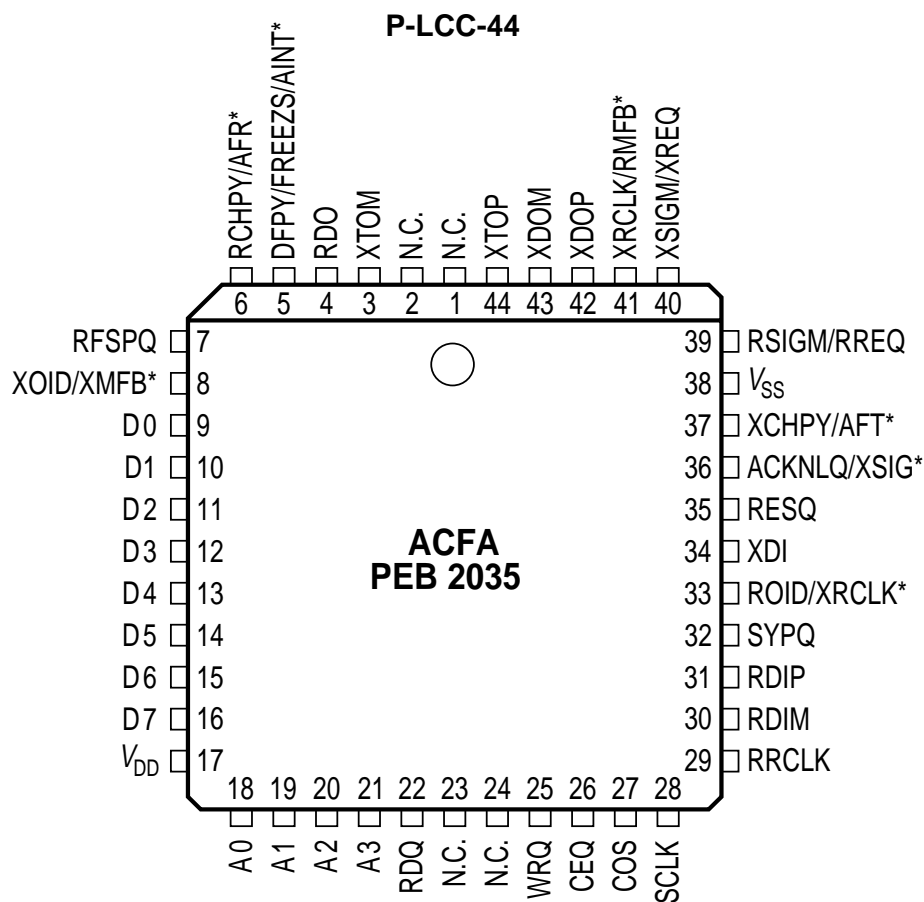 P-LCC-44
RCHPY/AFR*
DFPY/FREEZS/AINT*
RDO
XTOM
N.C.
N.C.
XTOP
XDOM
XDOP
XRCLK/RMFB*
XSIGM/XREQ
6 5 4 3 2 1 44 43 42 41 40
RFSPQ 7 39 RSIGM/RREQ
XOID/XMFB* 8 38 VSS
D0 9 37 XCHPY/AFT*
D1 10 36 ACKNLQ/XSIG*
D2 11 35 RESQ
D3 12 34 XDI
D4 13 33 ROID/XRCLK*
D5 14 32 SYPQ
D6 15 31 RDIP
D7 16 30 RDIM
VDD 17 29 RRCLK
ACFA
PEB 2035
18 19 20 21 22 23 24 25 26 27 28
A0
A1
A2
A3
RDQ
N.C.
N.C.
WRQ
CEQ
COS
SCLK